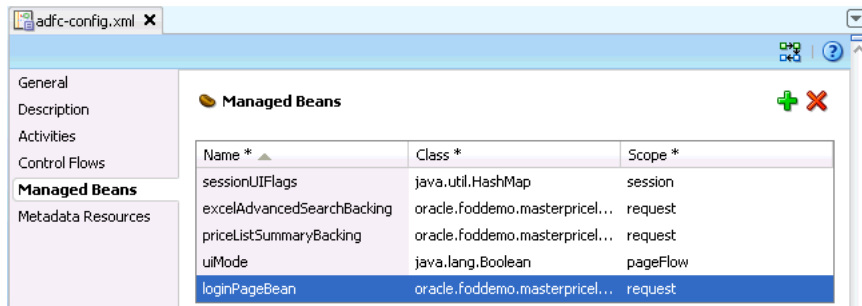 adfc-config.xml
General
Description
Activities
Control Flows
Managed Beans
Metadata Resources
Managed Beans
Name * Class * Scope *
sessionUIFlags java.util.HashMap session
excelAdvancedSearchBacking oracle.foddemo.masterpricel... request
priceListSummaryBacking oracle.foddemo.masterpricel... request
uiMode java.lang.Boolean pageFlow
loginPageBean oracle.foddemo.masterpricel... request